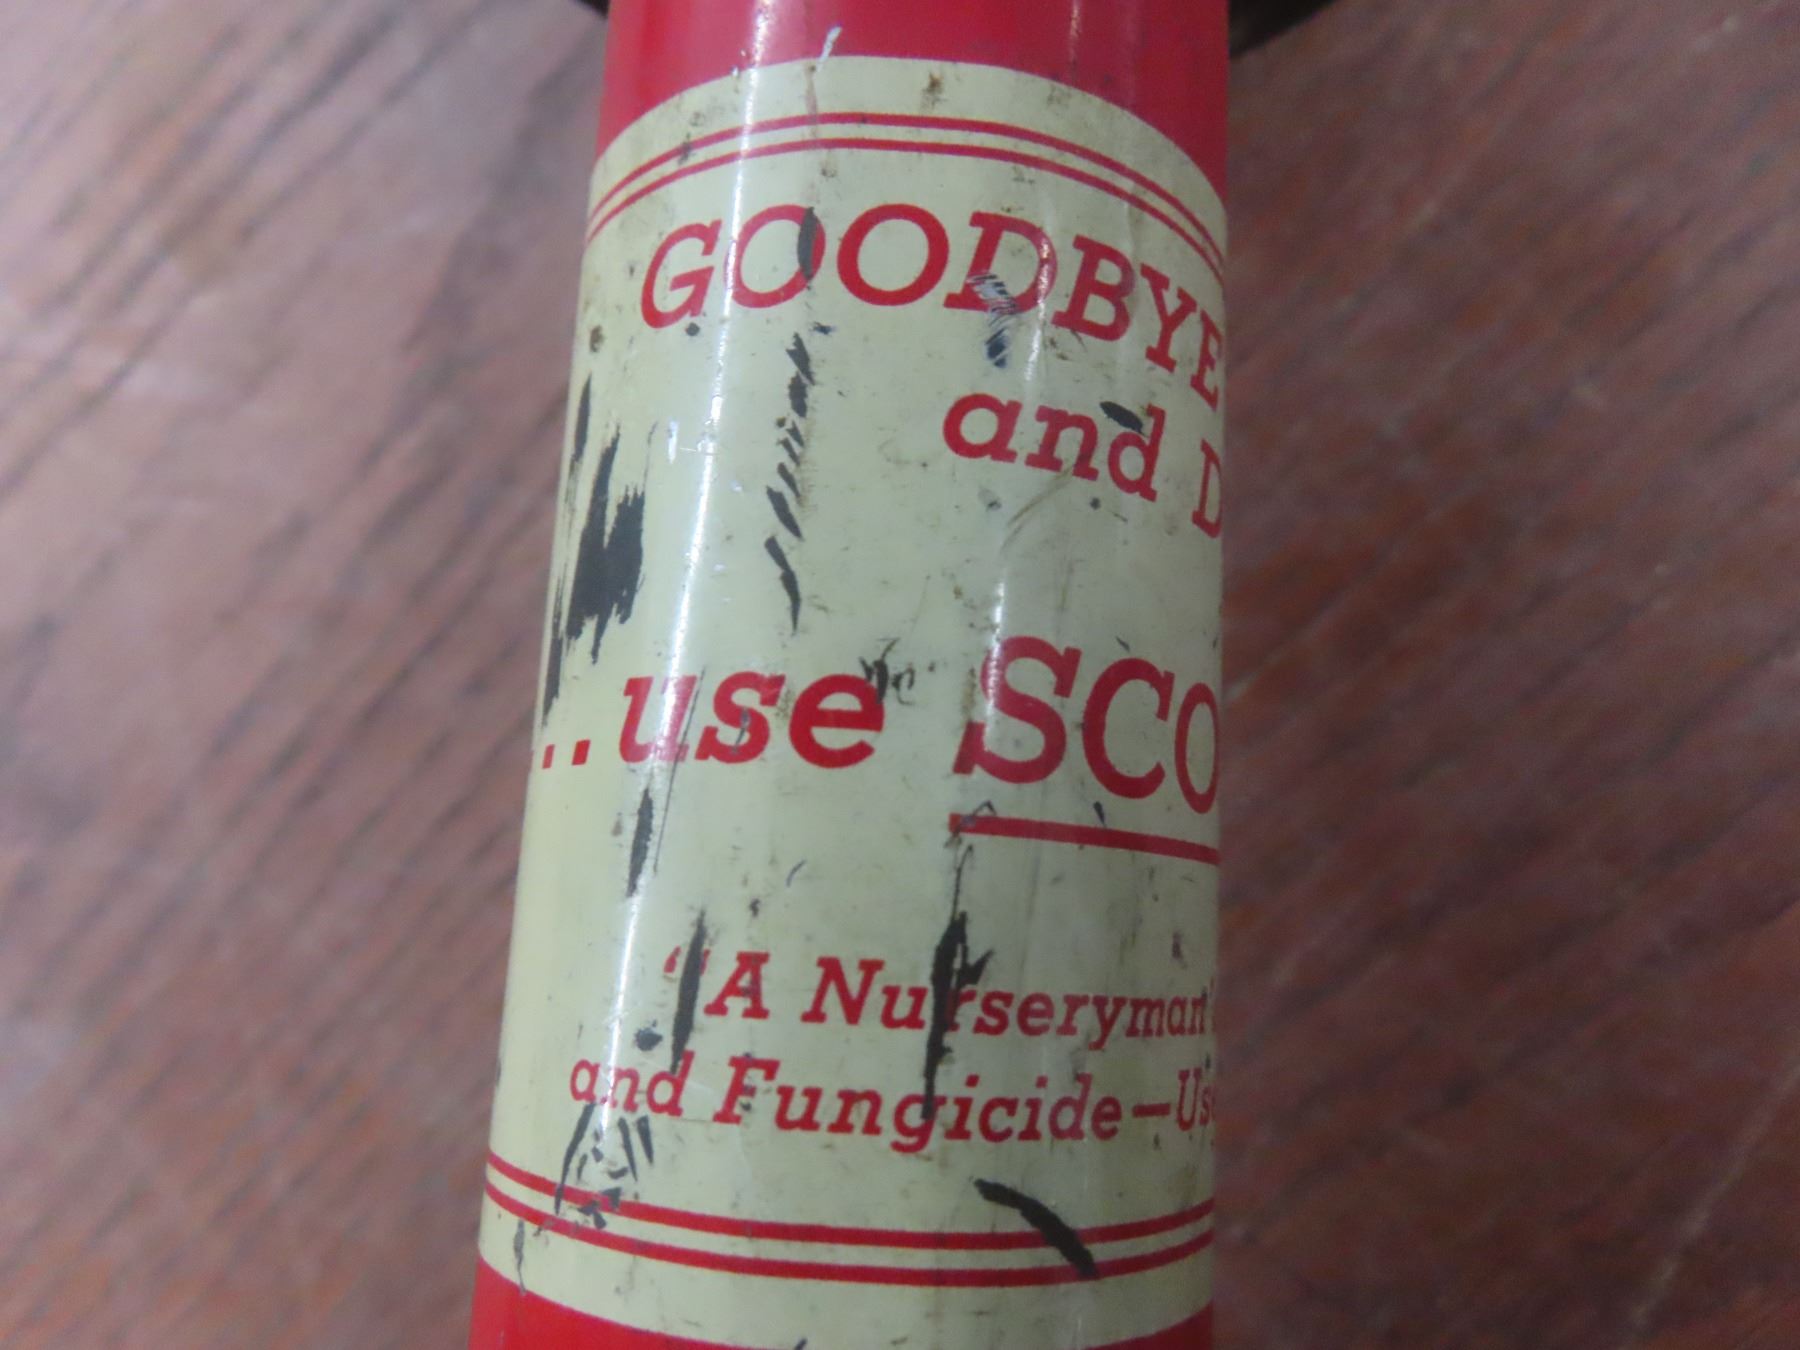 GOODBYE
and D
..use SCO
"A Nurseryman'
and Fungicide—Us